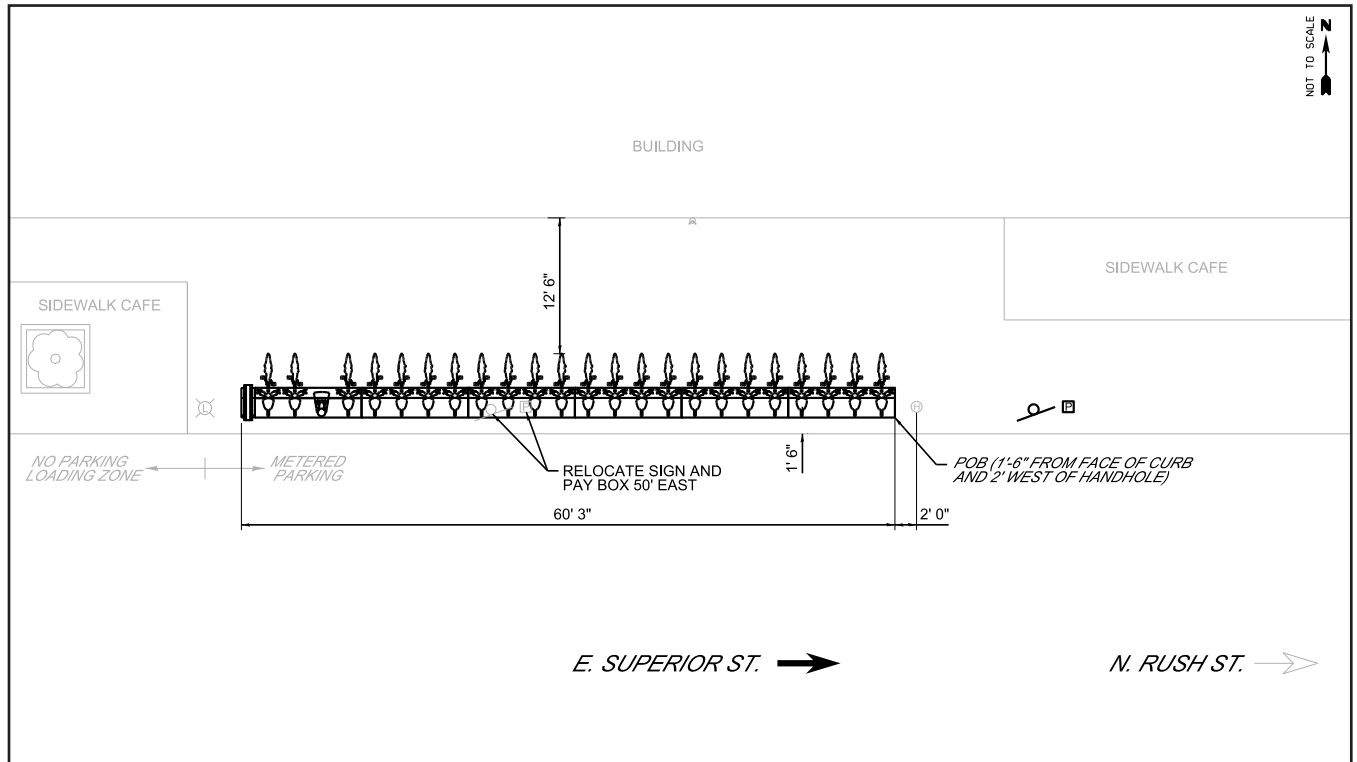 NOT TO SCALE
N
BUILDING
SIDEWALK CAFE
SIDEWALK CAFE
12' 6"
L
P
H
P
NO PARKING
LOADING ZONE
METERED
PARKING
RELOCATE SIGN AND
PAY BOX 50' EAST
1' 6"
POB (1'-6" FROM FACE OF CURB
AND 2' WEST OF HANDHOLE)
60' 3"
2' 0"
E. SUPERIOR ST.
N. RUSH ST.